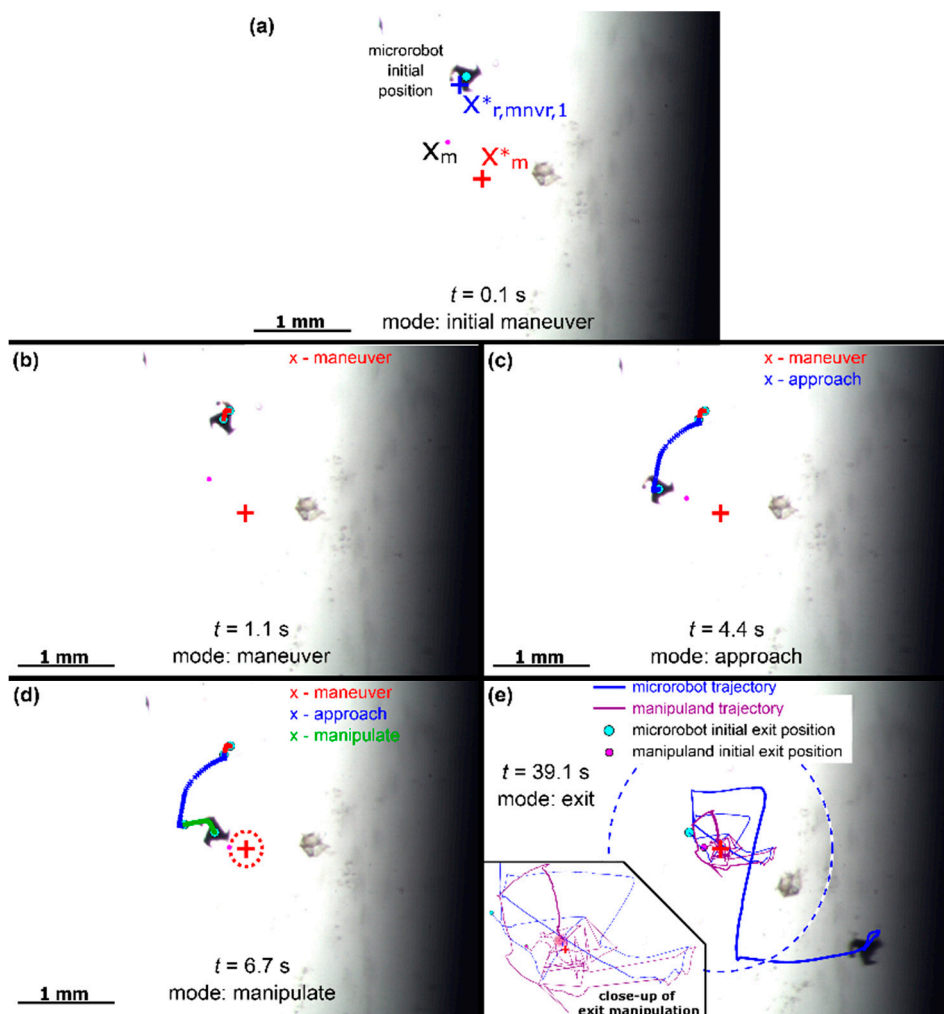 (a)
microrobot
initial
position
X*r,mnvr,1
Xm
X*m
t = 0.1 s
1 mm
mode: initial maneuver
(b)
x - maneuver
t = 1.1 s
1 mm
mode: maneuver
(c)
x - maneuver
x - approach
t = 4.4 s
1 mm
mode: approach
(d)
x - maneuver
x - approach
x - manipulate
t = 6.7 s
1 mm
mode: manipulate
(e)
microrobot trajectory
manipuland trajectory
microrobot initial exit position
manipuland initial exit position
t = 39.1 s
mode: exit
close-up of
exit manipulation